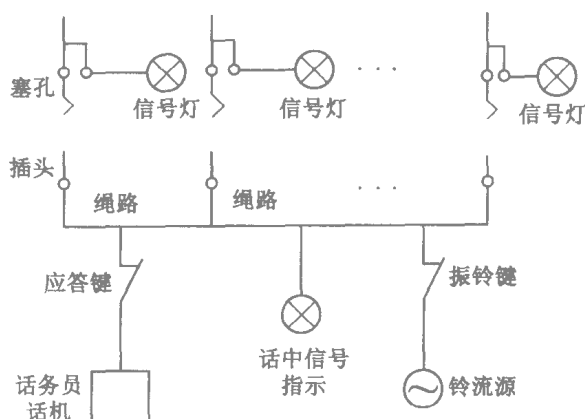 塞孔
信号灯
信号灯
· · ·
信号灯
插头
绳路
绳路
· · ·
应答键
振铃键
话中信号
指示
话务员
话机
铃流源